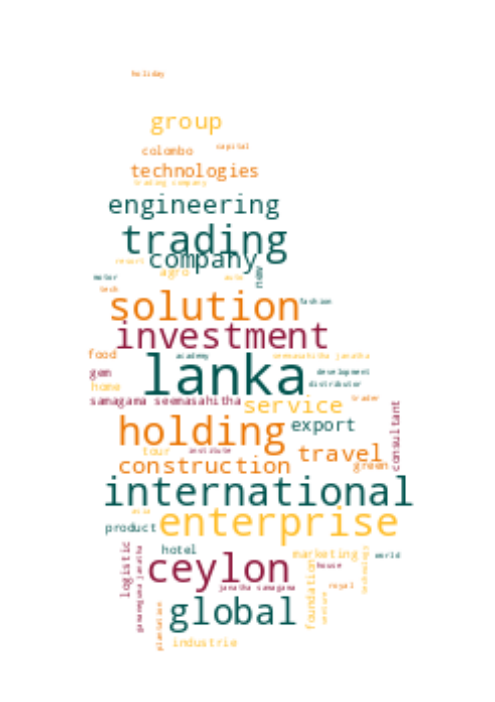 holiday
group
colombo capital
technologies
trading company
engineering
trading
company
resort
agro auto
new
motor
tech
solution fashion
investment
food academy seemasahitha janatha
lanka
gem development
home distributor
samagama seemasahitha trader
service
consultant
holding export
tour institute travel
construction green
international
asia
enterprise
product
hotel marketing world
logistic
gamameguma janatha
ceylon house
technology
foundation
janatha samagama royal
venture
global
plantation
industrie